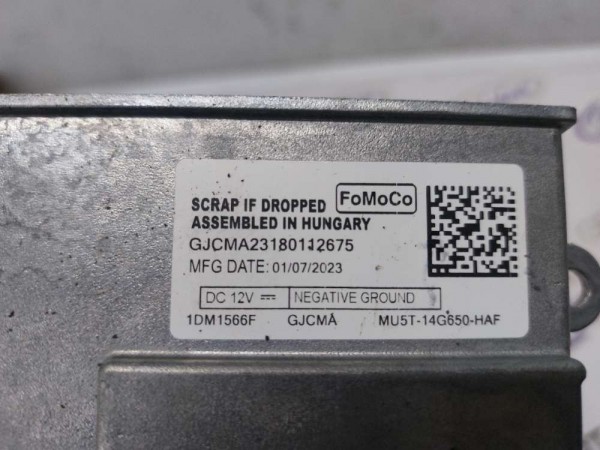 SCRAP IF DROPPED FoMoCo
ASSEMBLED IN HUNGARY
GJCMA23180112675
MFG DATE: 01/07/2023
DC 12V ⎓ NEGATIVE GROUND
1DM1566F GJCMA MU5T-14G650-HAF